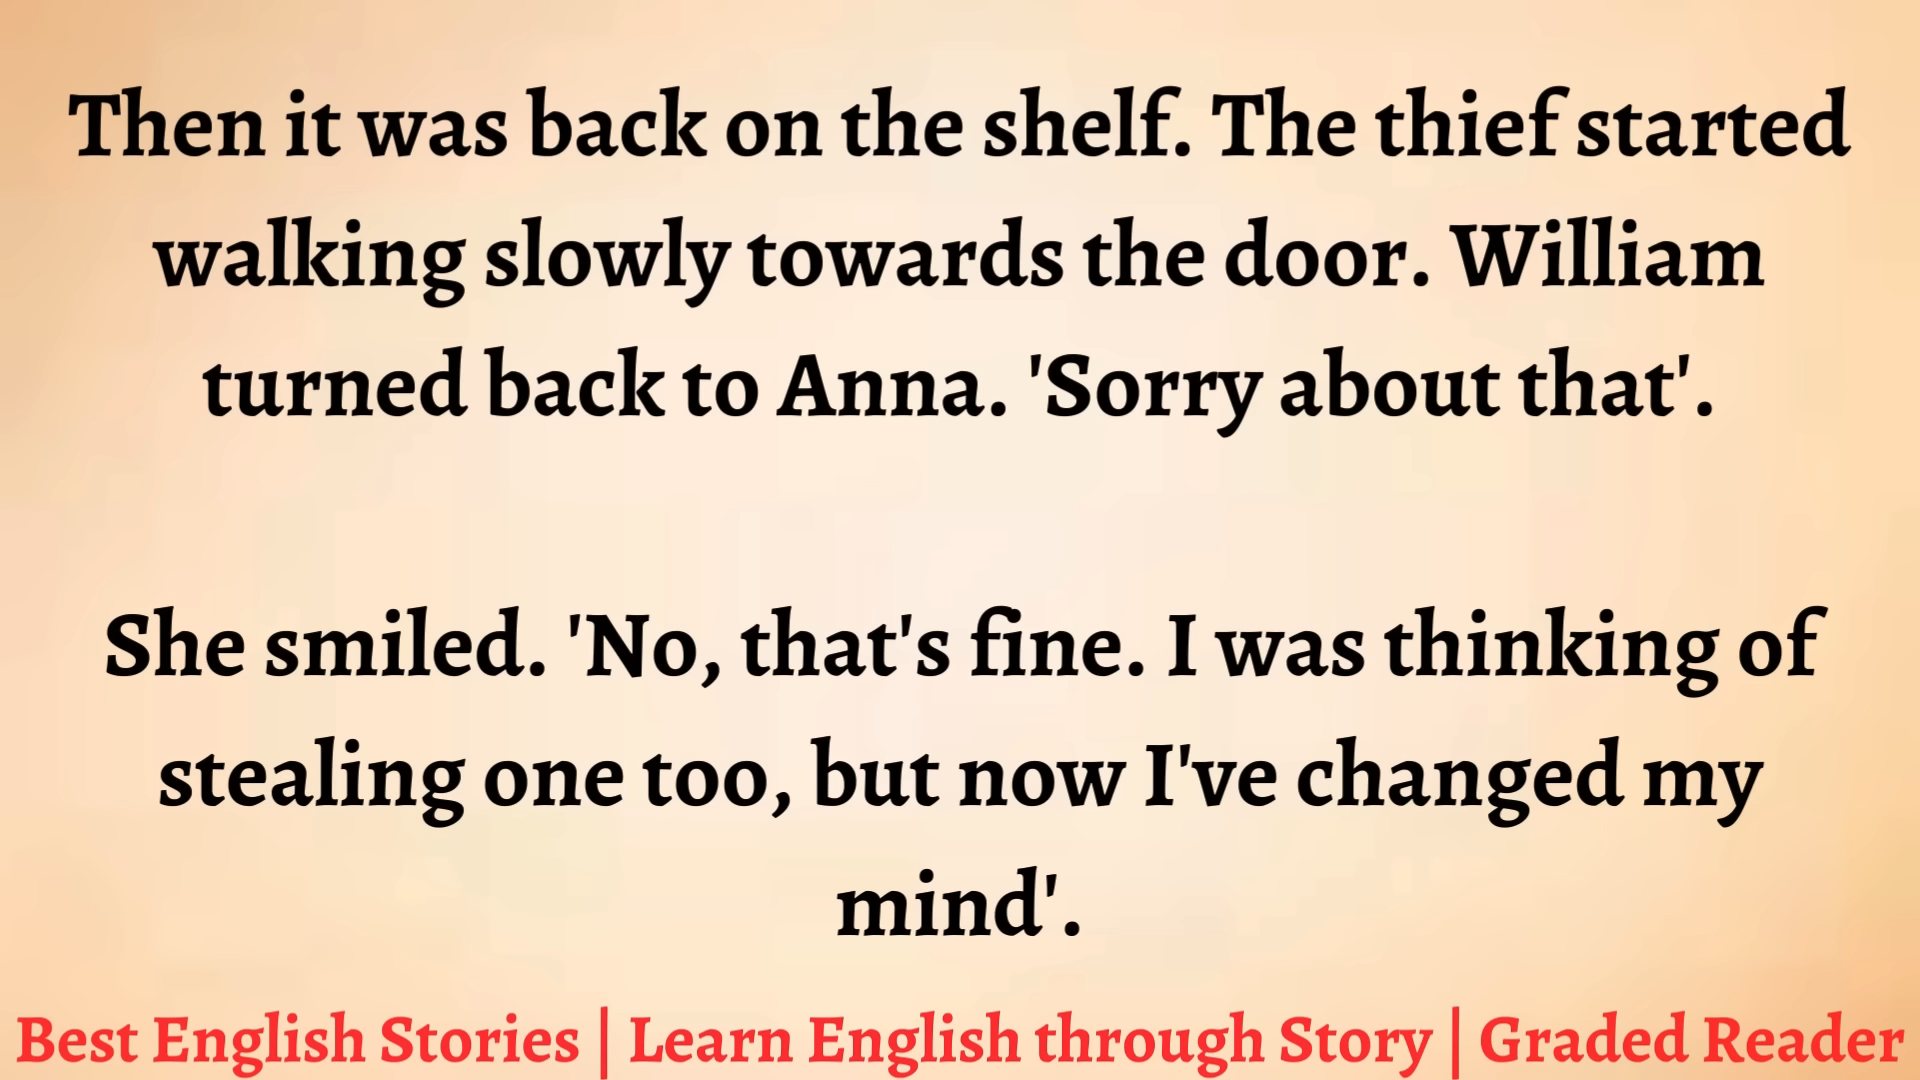 Then it was back on the shelf. The thief started
walking slowly towards the door. William
turned back to Anna. 'Sorry about that'.
She smiled. 'No, that's fine. I was thinking of
stealing one too, but now I've changed my
mind'.
Best English Stories | Learn English through Story | Graded Reader